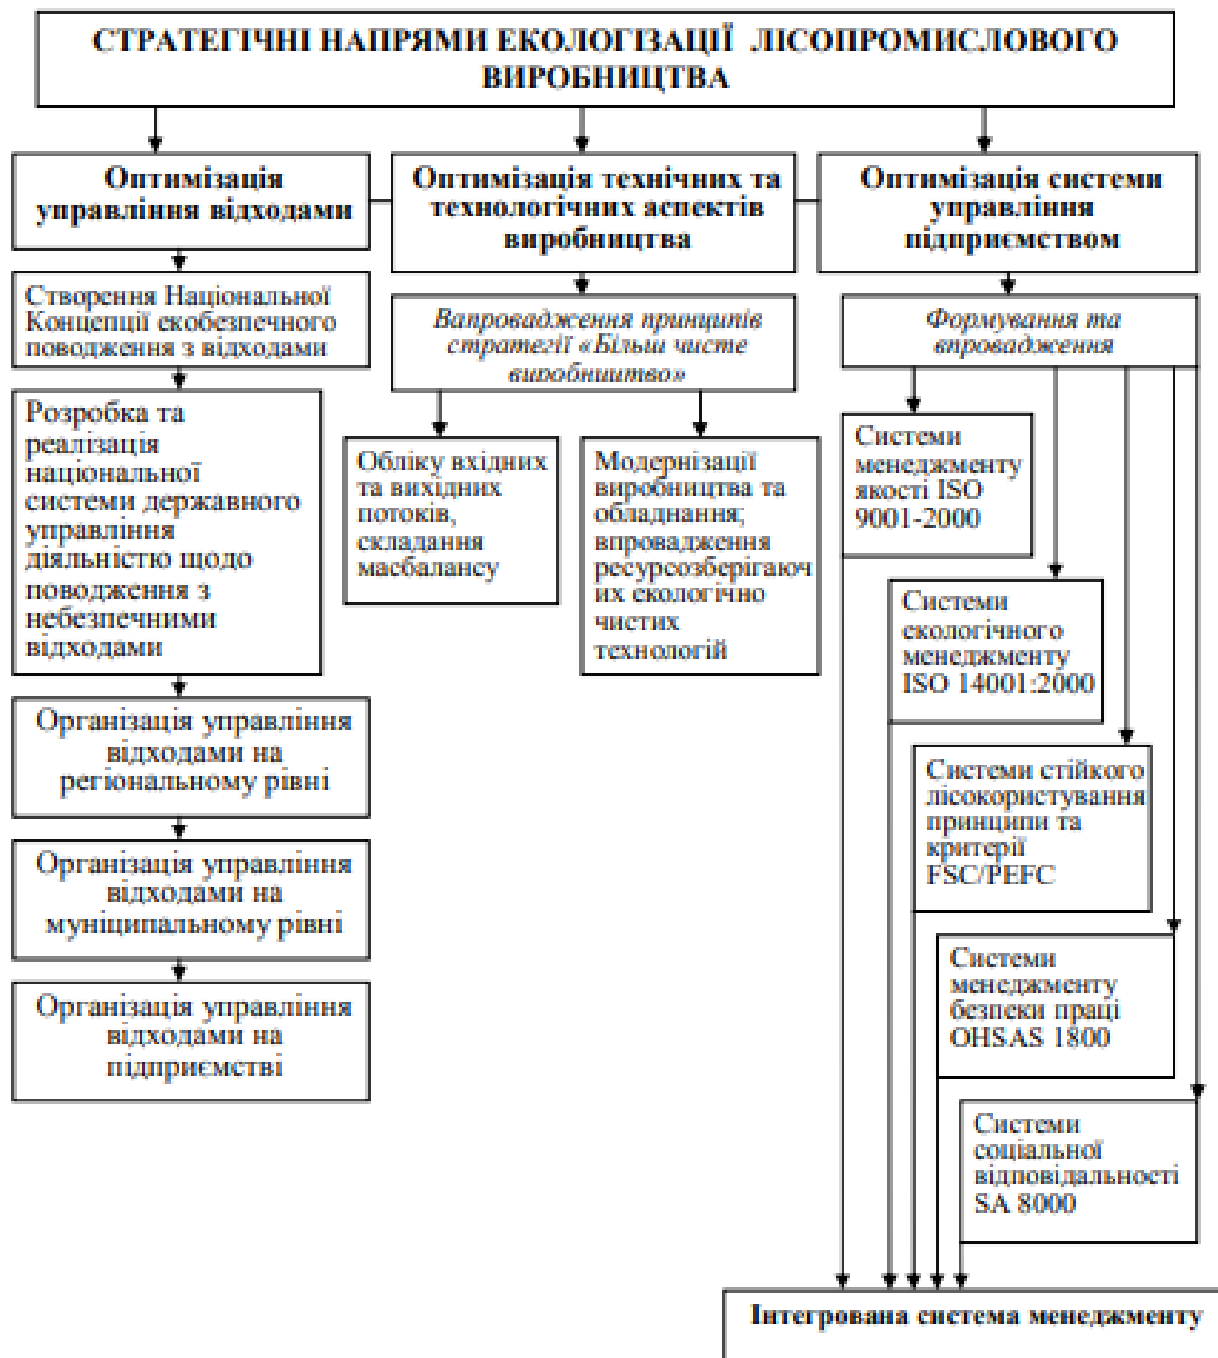 СТРАТЕГІЧНІ НАПРЯМИ ЕКОЛОГІЗАЦІЇ ЛІСОПРОМИСЛОВОГО
ВИРОБНИЦТВА
Оптимізація
управління відходами
Оптимізація технічних та
технологічних аспектів
виробництва
Оптимізація системи
управління
підприємством
Створення Національної
Концепції екобезпечного
поводження з відходами
Вапровадження принципів
стратегії «Більш чисте
виробництво»
Формування та
впровадження
Розробка та
реалізація
національної
системи державного
управління
діяльністю щодо
поводження з
небезпечними
відходами
Обліку вхідних
та вихідних
потоків,
складання
масбалансу
Модернізації
виробництва та
обладнання;
впровадження
ресурсозберігаюч
их екологічно
чистих
технологій
Системи
менеджменту
якості ISO
9001-2000
Системи
екологічного
менеджменту
ISO 14001:2000
Організація управління
відходами на
регіональному рівні
Системи стійкого
лісокористування
принципи та
критерії
FSC/PEFC
Організація управління
відходами на
муніципальному рівні
Системи
менеджменту
безпеки праці
OHSAS 1800
Організація управління
відходами на
підприємстві
Системи
соціальної
відповідальності
SA 8000
Інтегрована система менеджменту